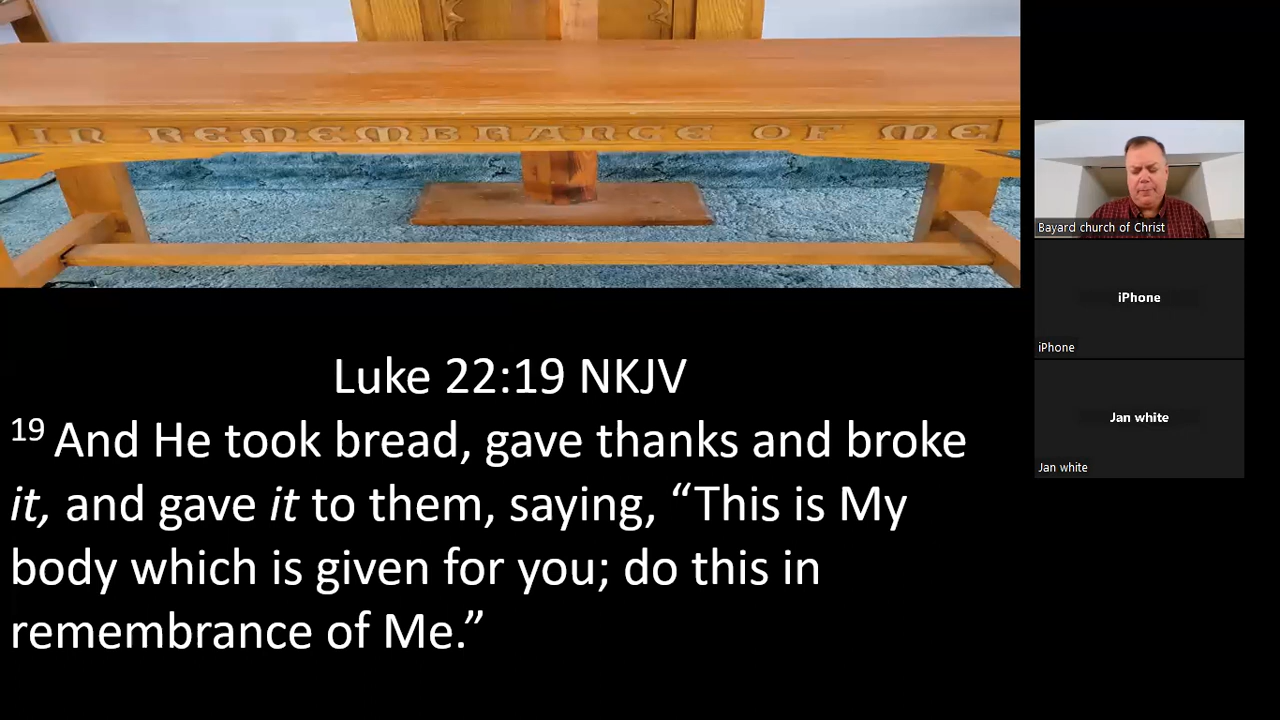 IN REMEMBRANCE OF ME
Luke 22:19 NKJV
19 And He took bread, gave thanks and broke
it, and gave it to them, saying, “This is My
body which is given for you; do this in
remembrance of Me.”
Bayard church of Christ
iPhone
iPhone
Jan white
Jan white